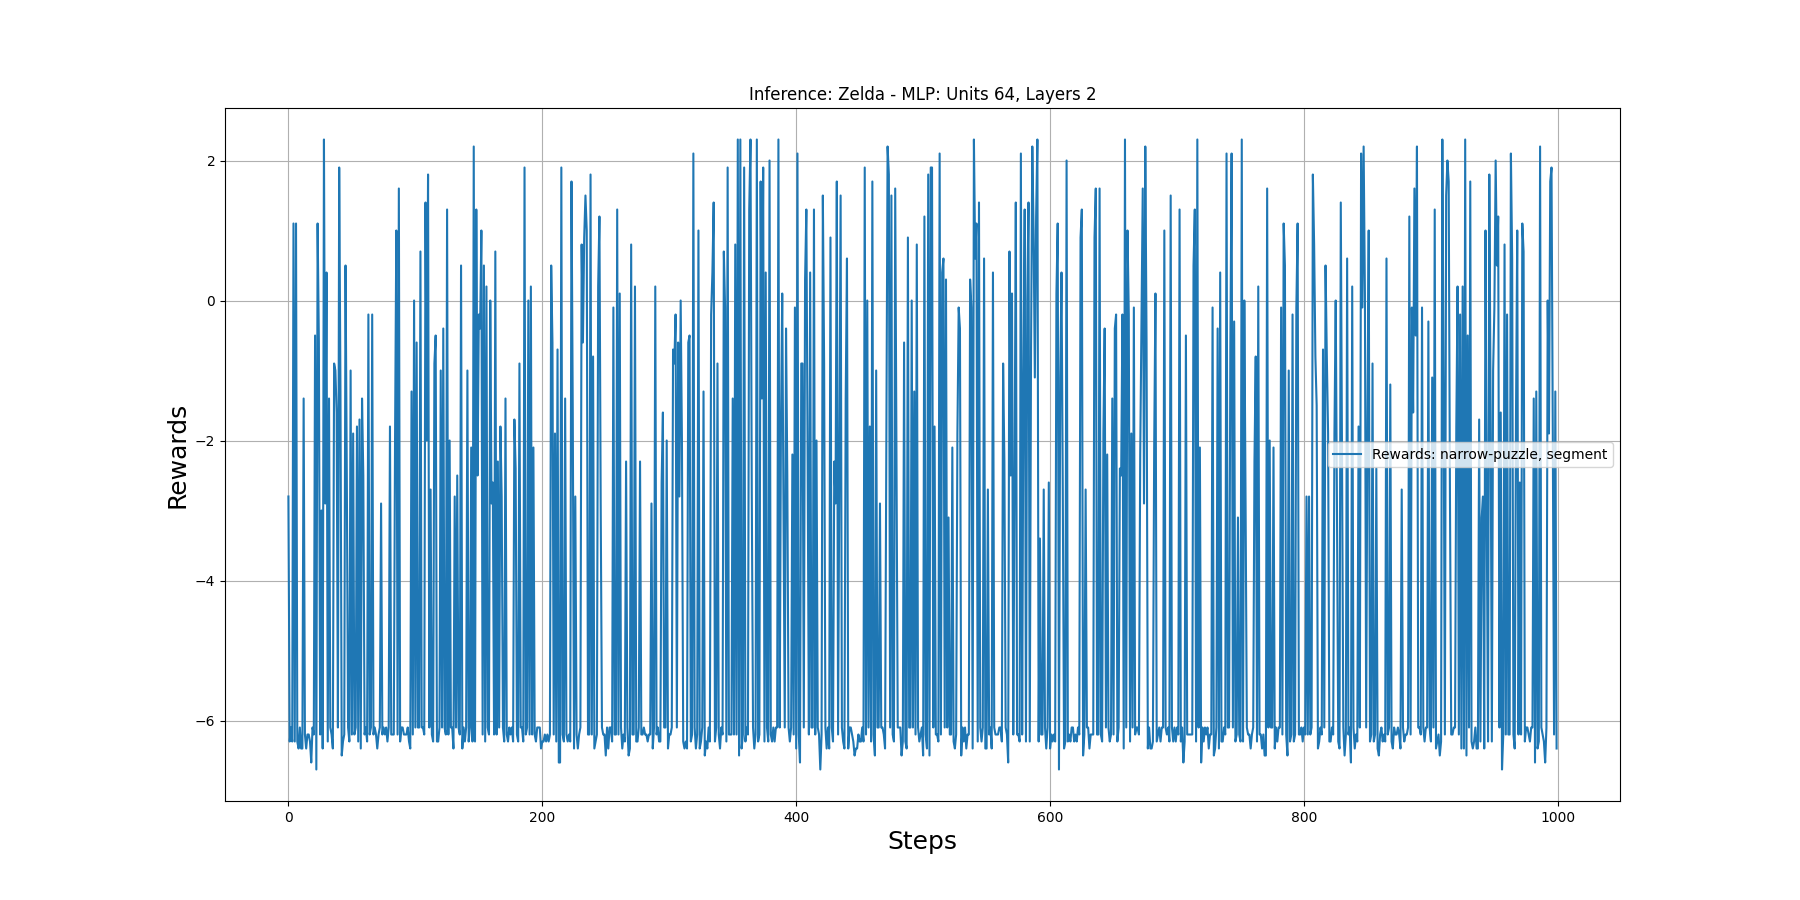 Inference: Zelda - MLP: Units 64, Layers 2
Rewards
2
0
−2
−4
−6
Rewards: narrow-puzzle, segment
0 200 400 600 800 1000
Steps